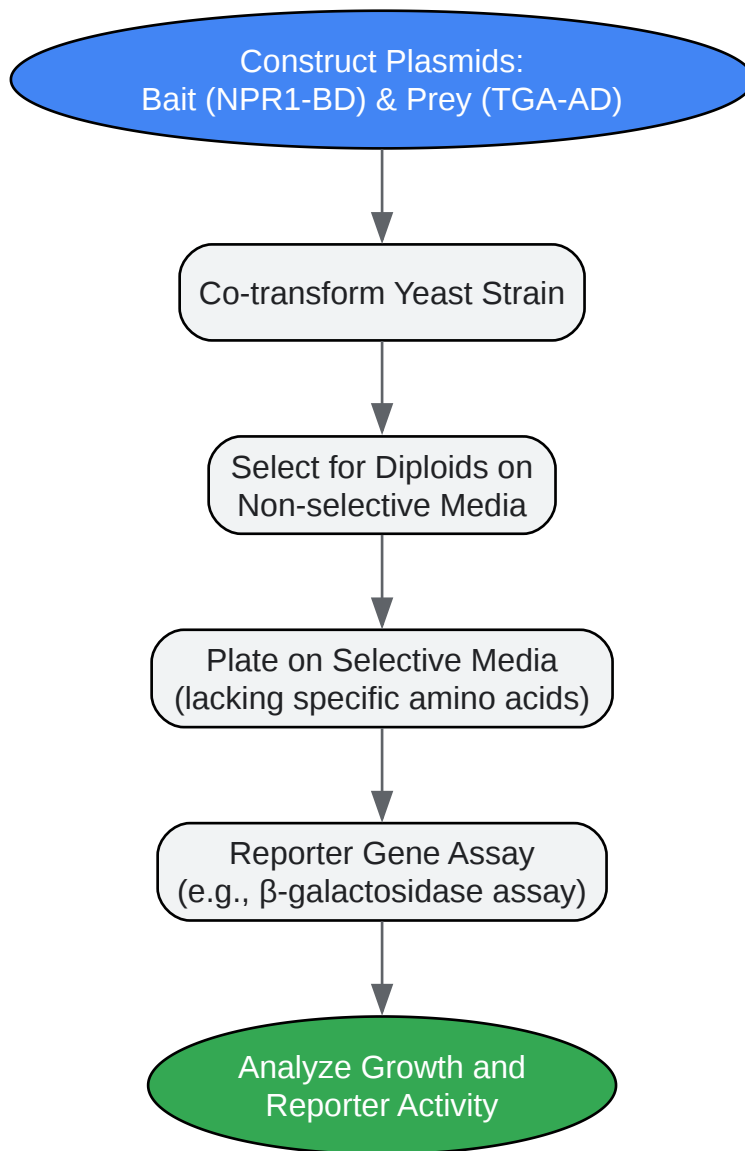 Construct Plasmids:
Bait (NPR1-BD) & Prey (TGA-AD)
Co-transform Yeast Strain
Select for Diploids on
Non-selective Media
Plate on Selective Media
(lacking specific amino acids)
Reporter Gene Assay
(e.g., β-galactosidase assay)
Analyze Growth and
Reporter Activity